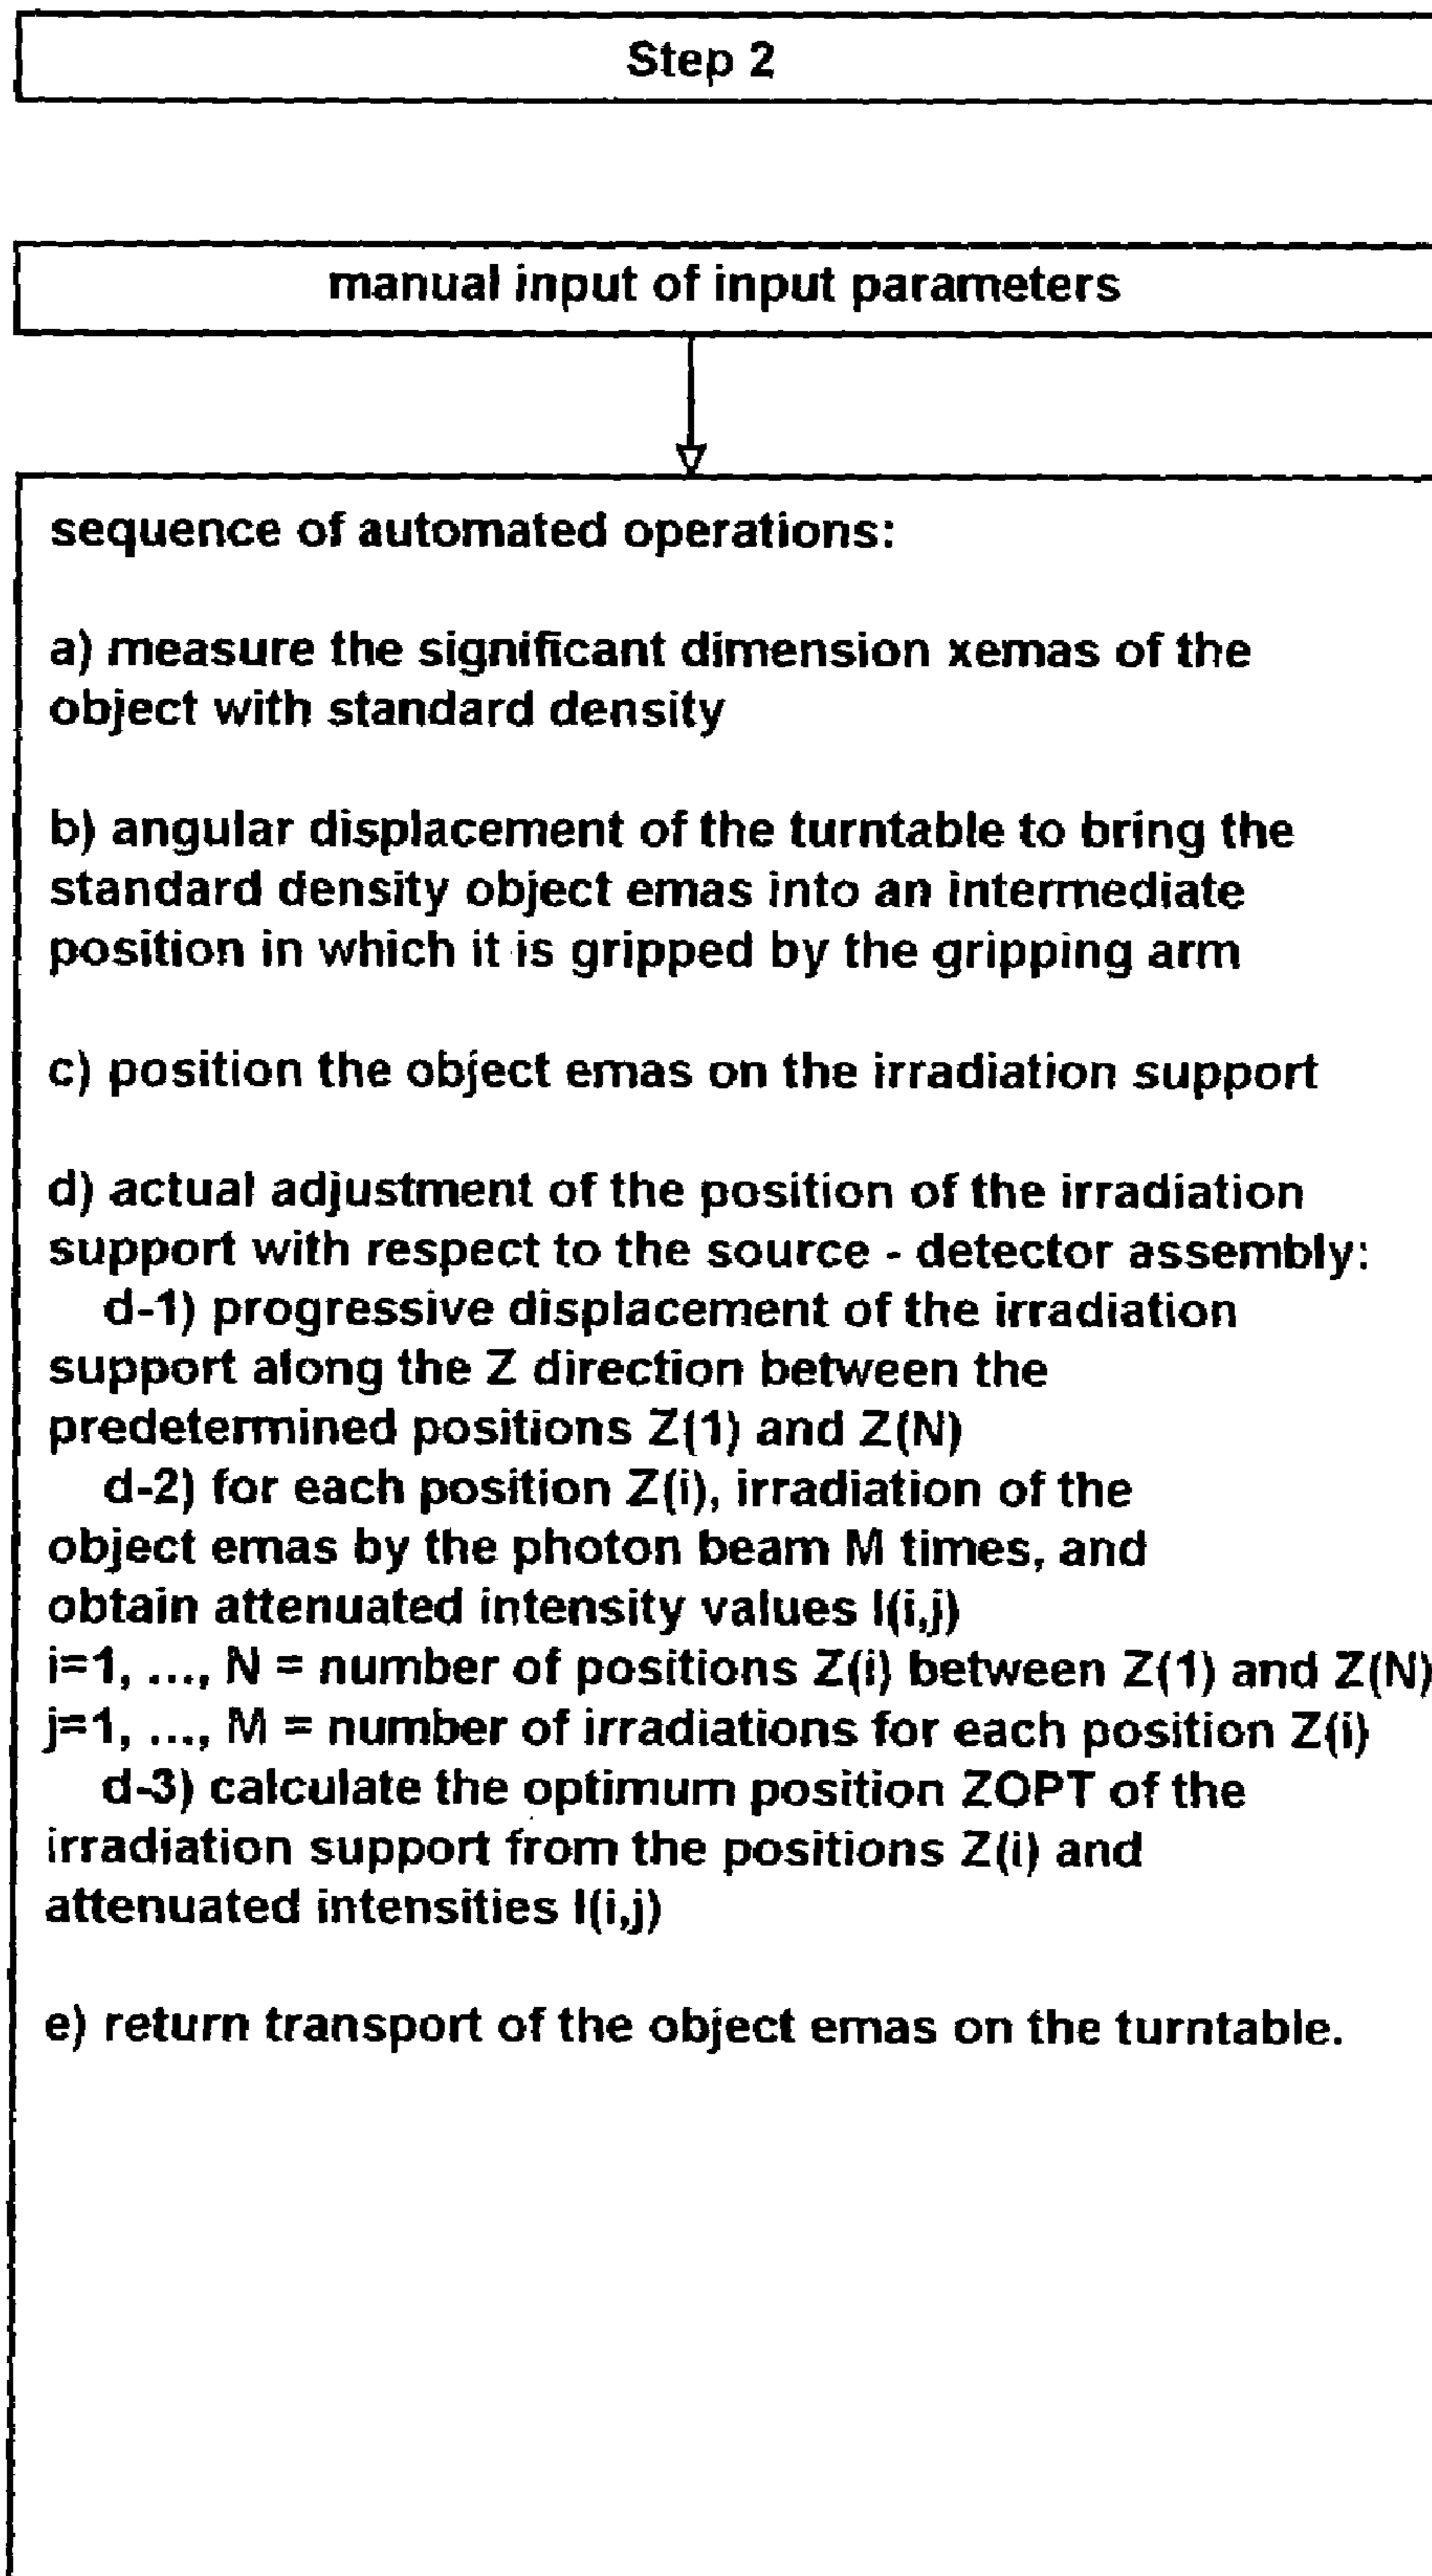 Step 2
manual input of input parameters
sequence of automated operations:
a) measure the significant dimension xemas of the
object with standard density
b) angular displacement of the turntable to bring the
standard density object emas into an intermediate
position in which it is gripped by the gripping arm
c) position the object emas on the irradiation support
d) actual adjustment of the position of the irradiation
support with respect to the source - detector assembly:
d-1) progressive displacement of the irradiation
support along the Z direction between the
predetermined positions Z(1) and Z(N)
d-2) for each position Z(i), irradiation of the
object emas by the photon beam M times, and
obtain attenuated intensity values I(i,j)
i=1, ..., N = number of positions Z(i) between Z(1) and Z(N)
j=1, ..., M = number of irradiations for each position Z(i)
d-3) calculate the optimum position ZOPT of the
irradiation support from the positions Z(i) and
attenuated intensities I(i,j)
e) return transport of the object emas on the turntable.